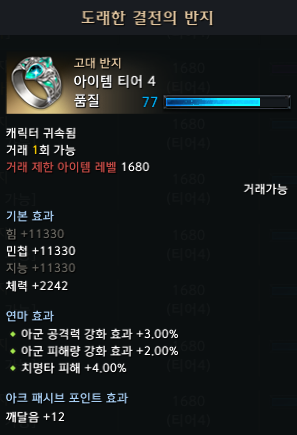 도래한 결전의 반지
고대 반지
아이템 티어 4
품질 77
캐릭터 귀속됨
거래 1회 가능
거래 제한 아이템 레벨 1680
거래가능
기본 효과
힘 +11330
민첩 +11330
지능 +11330
체력 +2242
연마 효과
아군 공격력 강화 효과 +3.00%
아군 피해량 강화 효과 +2.00%
치명타 피해 +4.00%
아크 패시브 포인트 효과
깨달음 +12